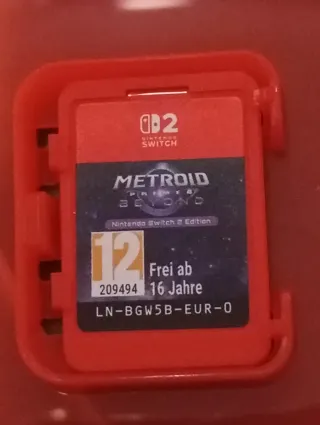 2
NINTENDO
SWITCH
METROID
PRIME 4
BEYOND
Nintendo Switch 2 Edition
12
209494
Frei ab
16 Jahre
LN-BGW5B-EUR-0